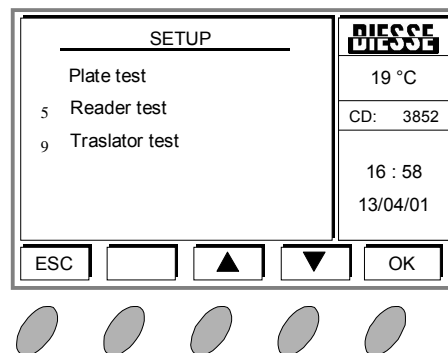 SETUP
Plate test
5 Reader test
9 Traslator test
DIESSE
19 °C
CD: 3852
16 : 58
13/04/01
ESC ▲ ▼ OK